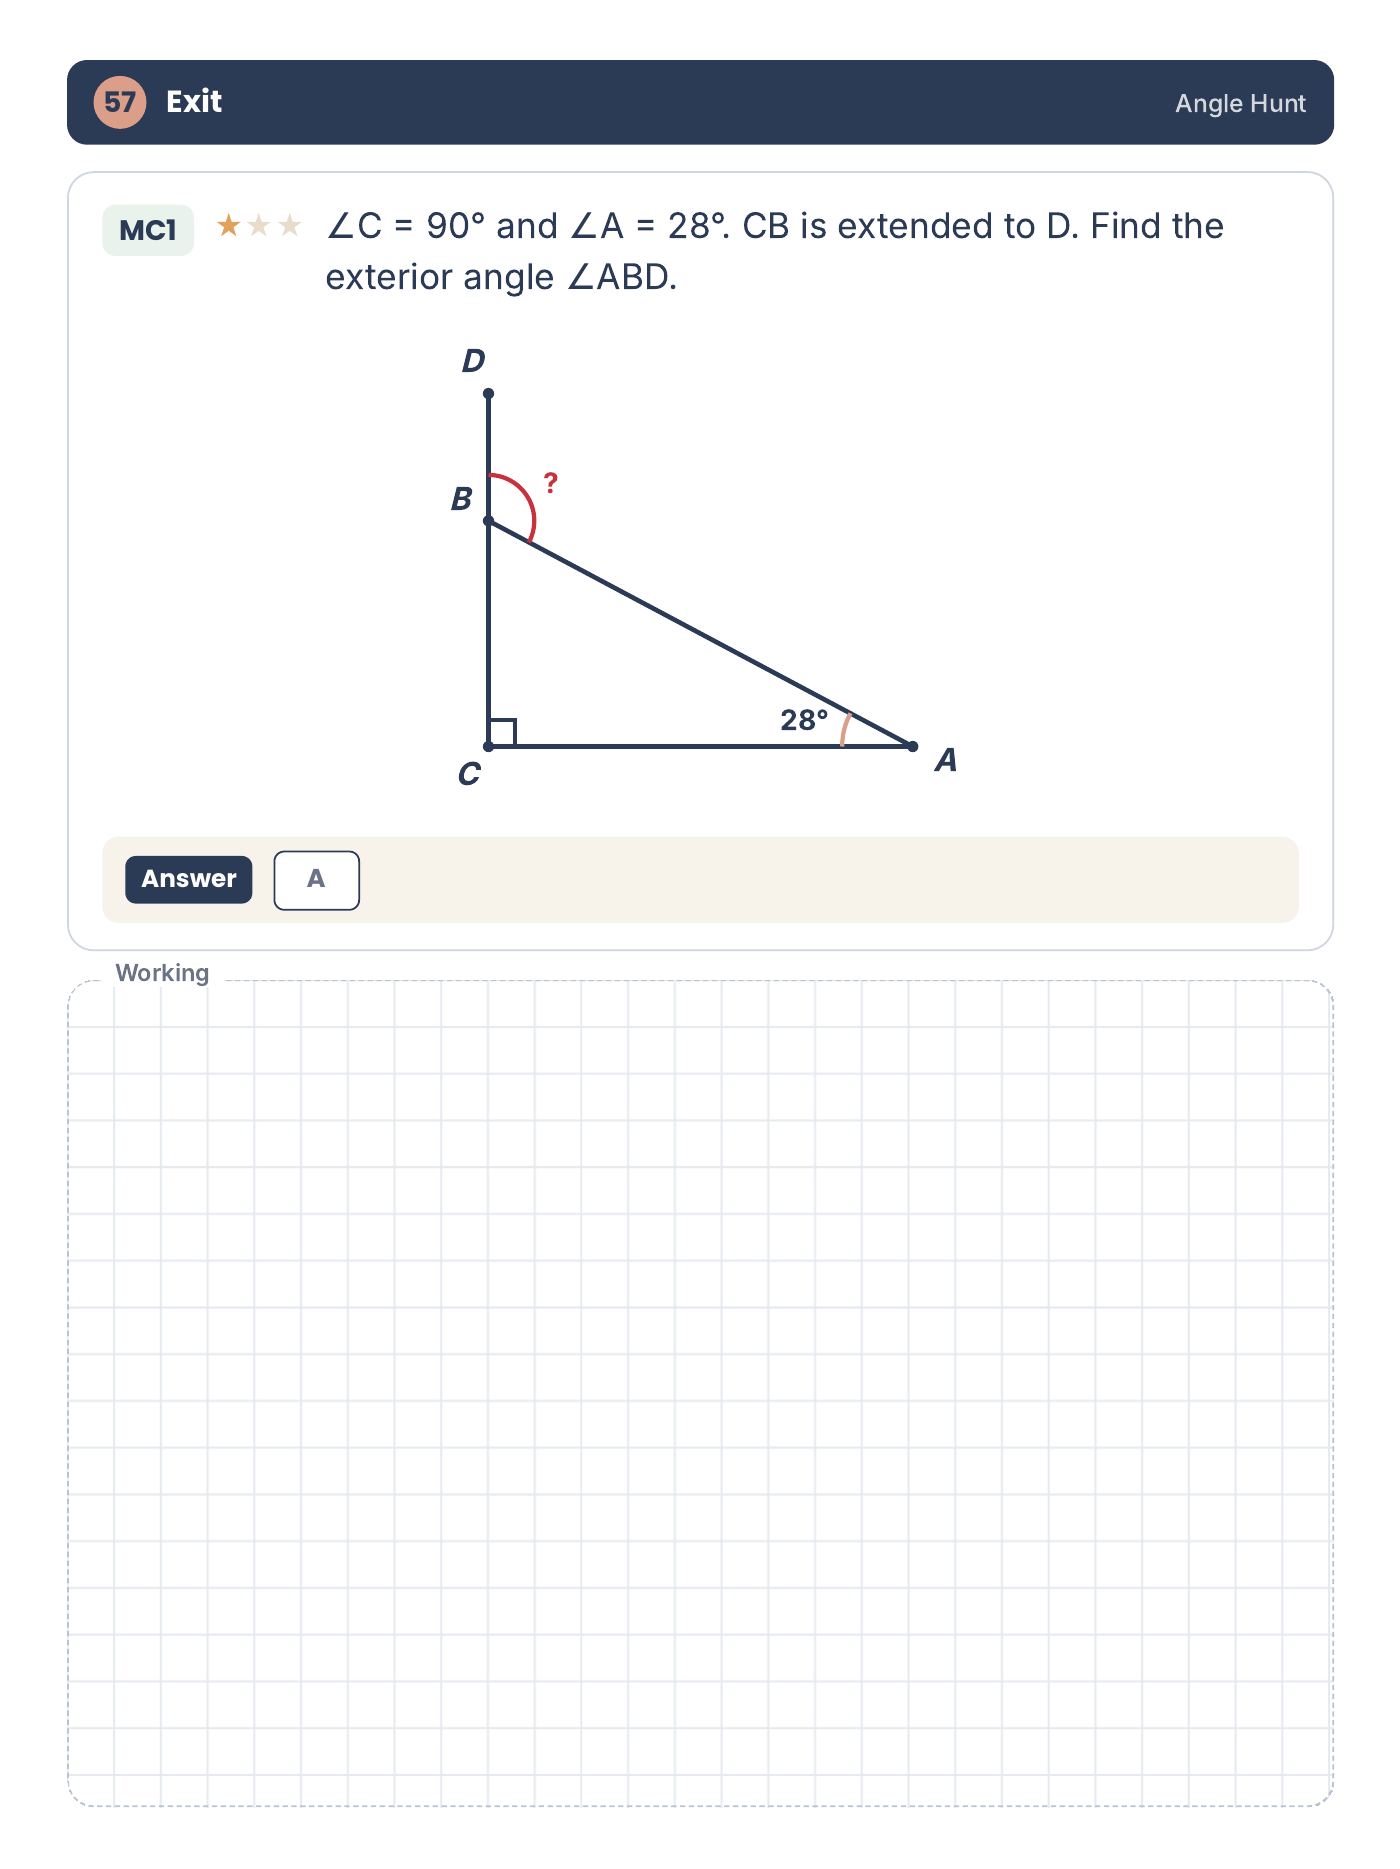 57 Exit Angle Hunt
MC1 ★★★ ∠C = 90° and ∠A = 28°. CB is extended to D. Find the
exterior angle ∠ABD.
D
?
B
28°
A
C
Answer A
Working